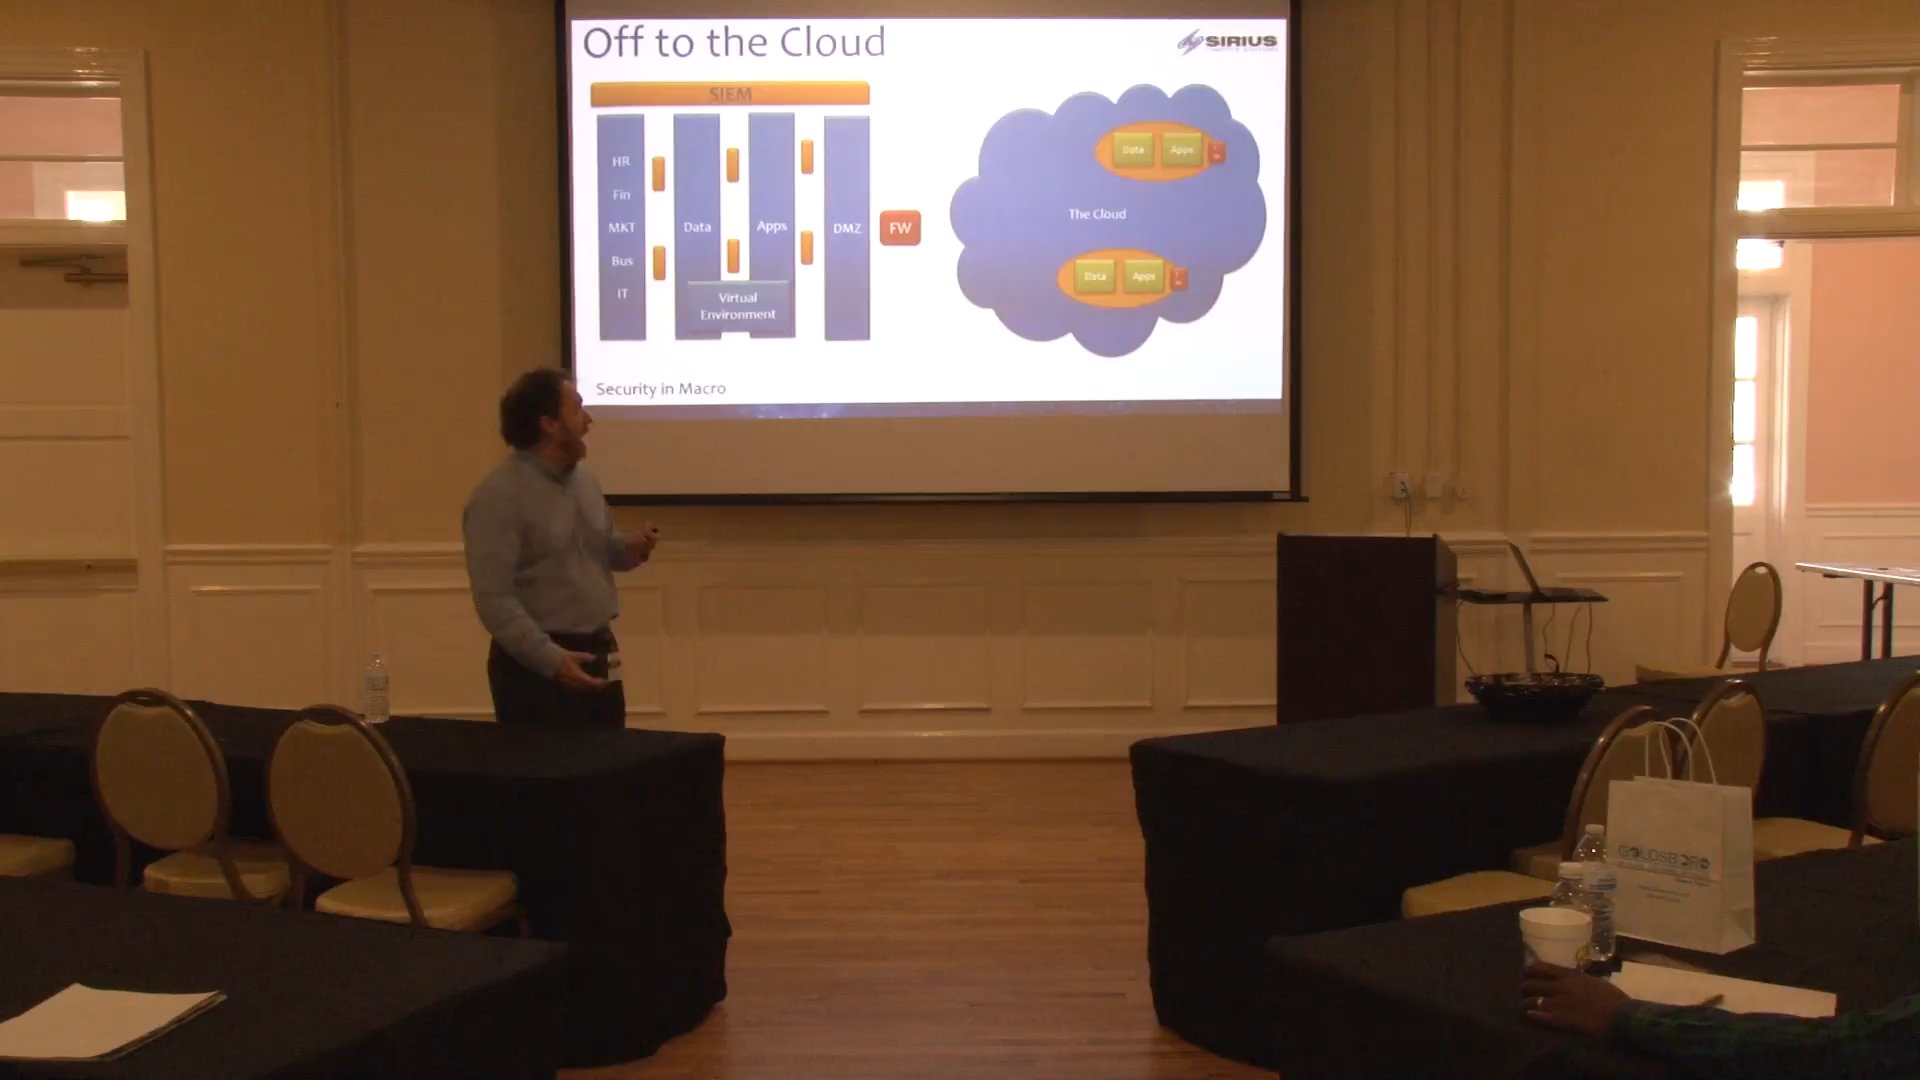 Off to the Cloud
SIRIUS
SIEM
HR
Fin
MKT
Bus
IT
Data
Apps
DMZ
FW
Virtual
Environment
Data
Apps
The Cloud
Data
Apps
Security in Macro
GOLDSBORO